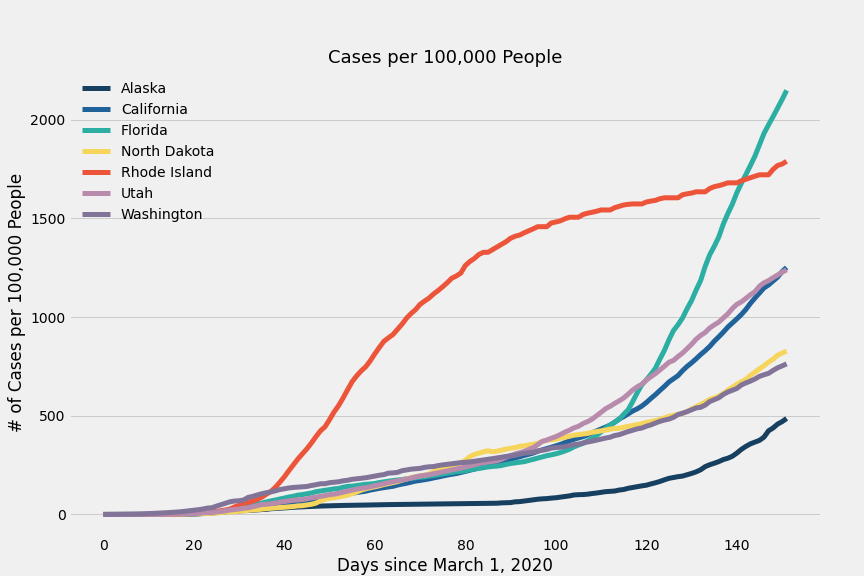 Cases per 100,000 People
Alaska
California
Florida
North Dakota
Rhode Island
Utah
Washington
# of Cases per 100,000 People
2000
1500
1000
500
0
0 20 40 60 80 100 120 140
Days since March 1, 2020